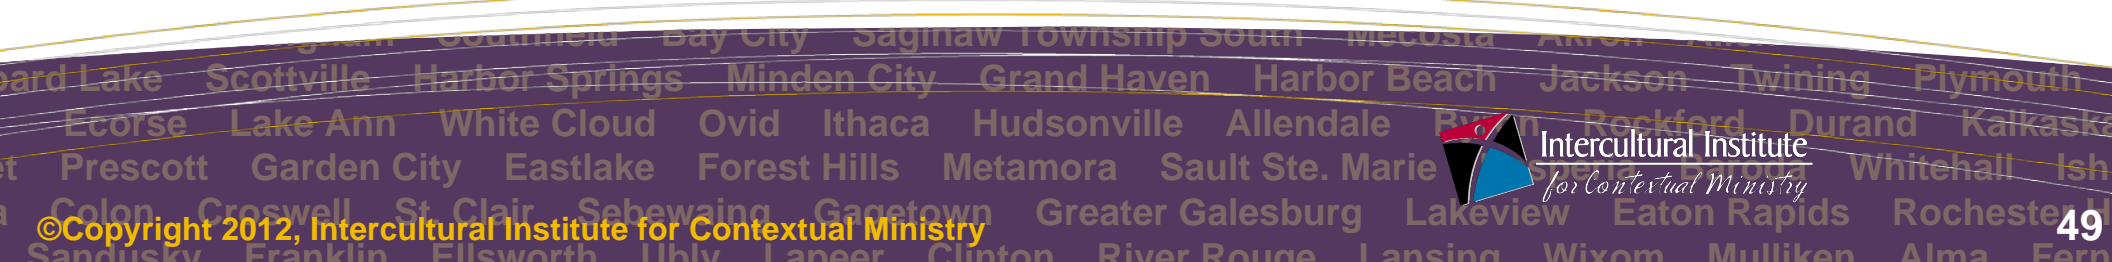 Southfield Bay City Saginaw Township South Mecosta Akron
Lake Scottville Harbor Springs Minden City Grand Haven Harbor Beach Jackson Twining Plymouth
Ecorse Lake Ann White Cloud Ovid Ithaca Hudsonville Allendale Rockford Durand Kalkaska
Intercultural Institute
for Contextual Ministry
Prescott Garden City Eastlake Forest Hills Metamora Sault Ste. Marie Whitehall Ish
Colon Croswell St. Clair Sebewaing Gagetown Greater Galesburg Lakeview Eaton Rapids Rochester H
©Copyright 2012, Intercultural Institute for Contextual Ministry
49
Sandusky Franklin Ellsworth Ubly Lapeer Clinton River Rouge Lansing Wixom Mulliken Alma Fern